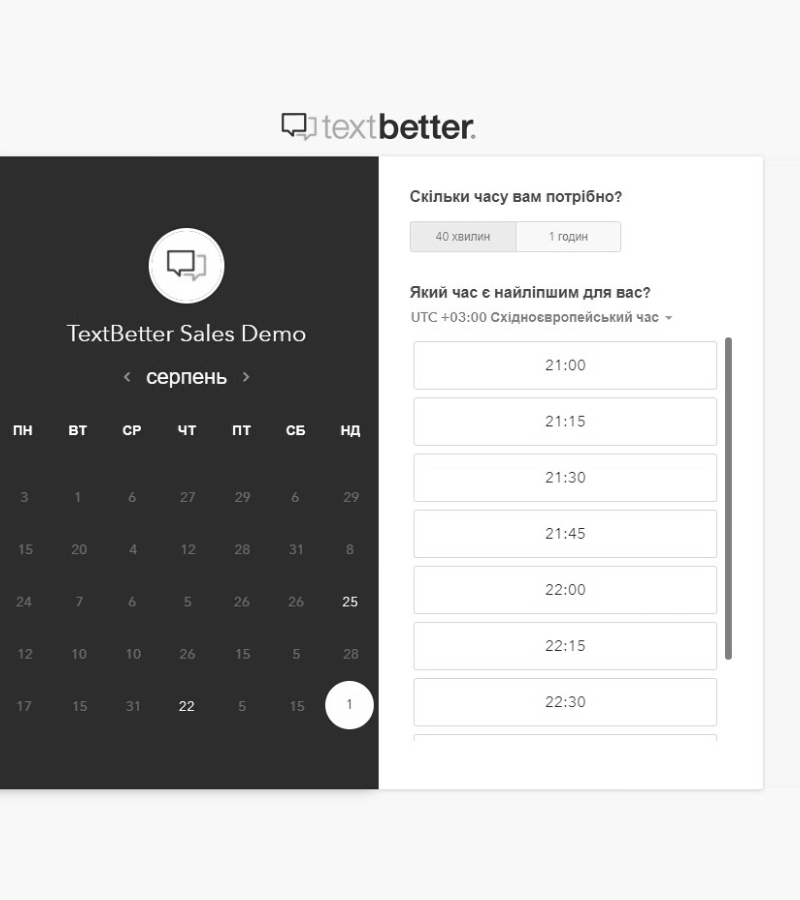 textbetter.
TextBetter Sales Demo
серпень
ПН ВТ СР ЧТ ПТ СБ НД
3 1 6 27 29 6 29
15 20 4 12 28 31 8
24 7 6 5 26 26 25
12 10 10 26 15 5 28
17 15 31 22 5 15 1
Скільки часу вам потрібно?
40 хвилин 1 годин
Який час є найліпшим для вас?
UTC +03:00 Східноєвропейський час
21:00
21:15
21:30
21:45
22:00
22:15
22:30